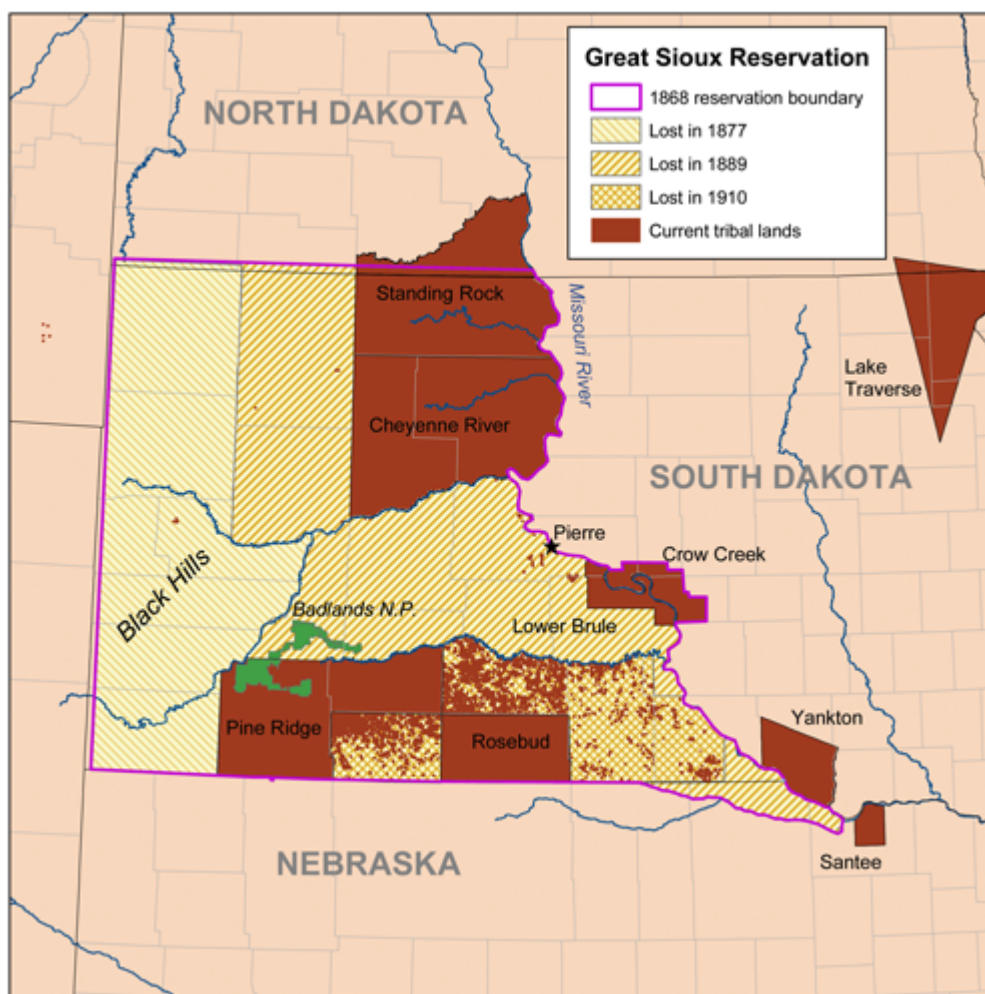 Great Sioux Reservation
1868 reservation boundary
Lost in 1877
Lost in 1889
Lost in 1910
Current tribal lands
NORTH DAKOTA
Standing Rock
Missouri River
Lake
Traverse
Cheyenne River
SOUTH DAKOTA
Pierre
Crow Creek
Black Hills
Badlands N.P.
Lower Brule
Pine Ridge
Rosebud
Yankton
NEBRASKA
Santee